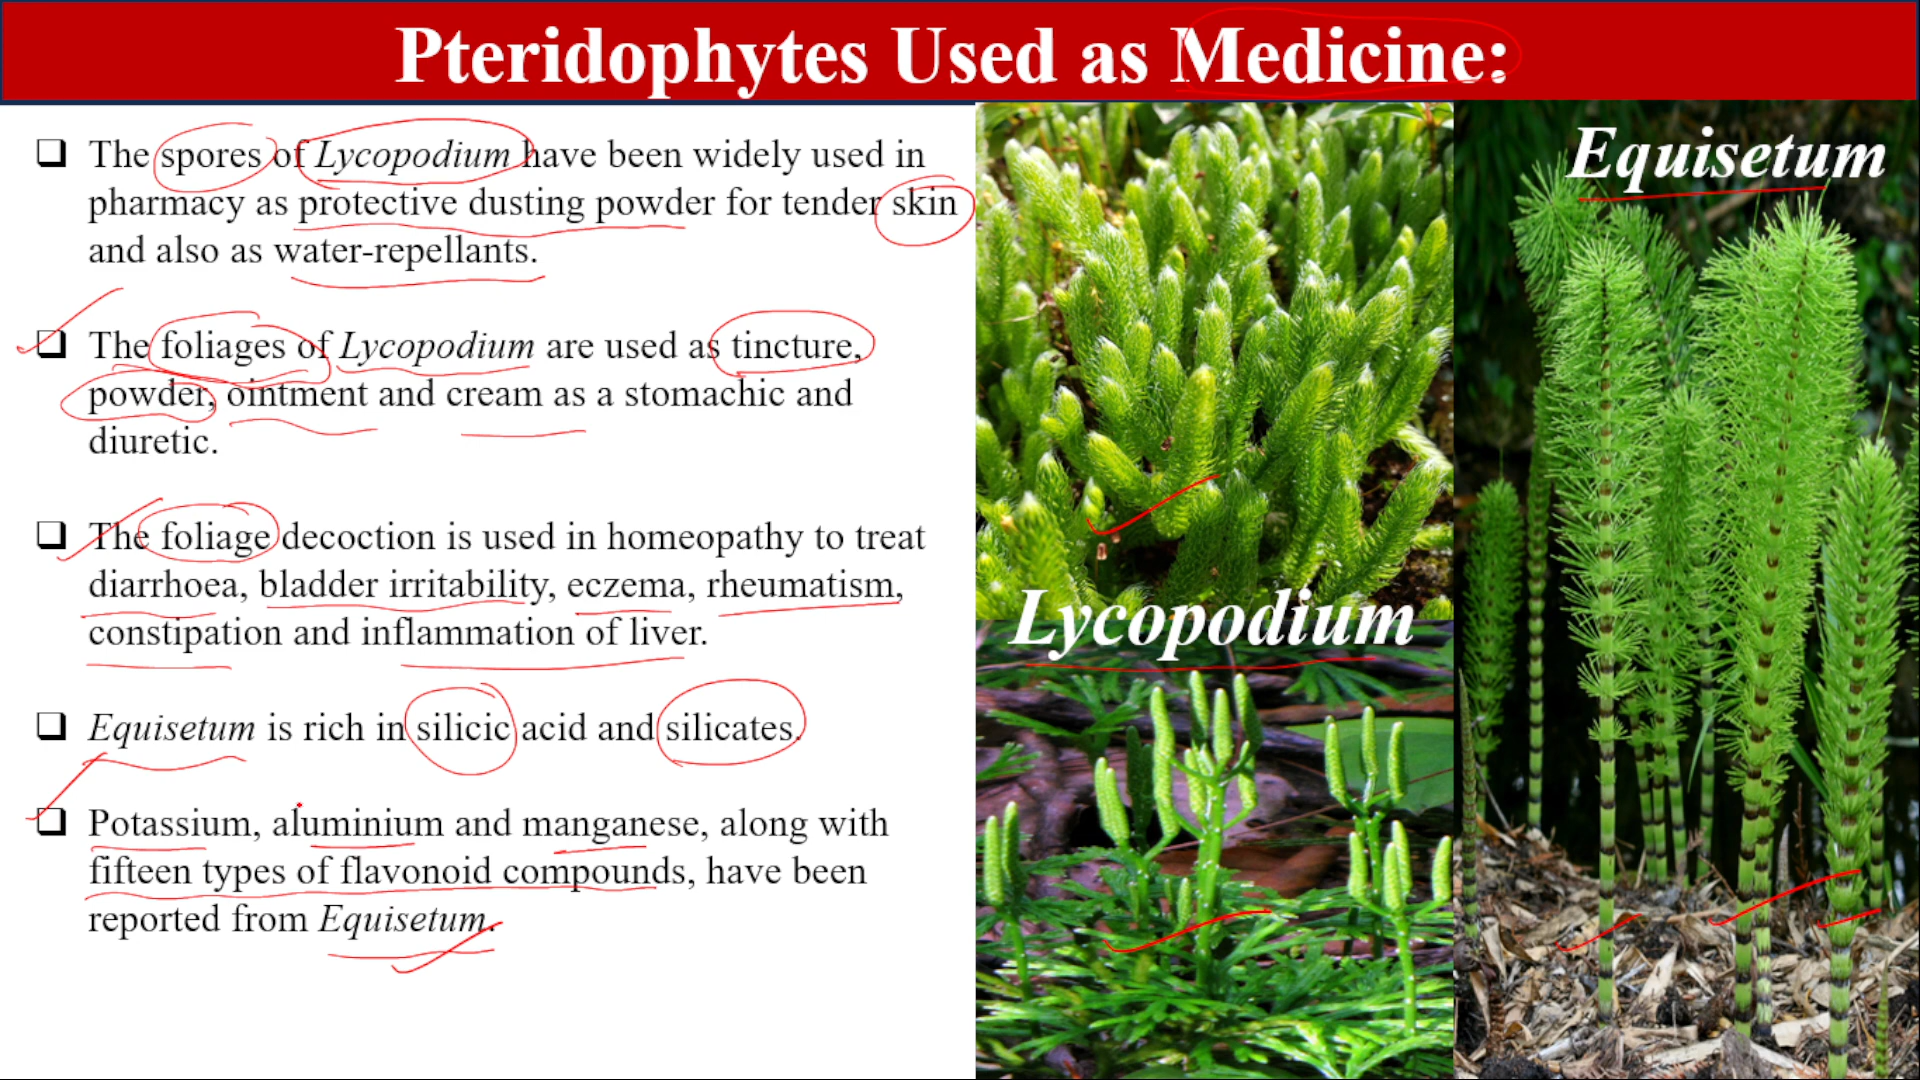 Pteridophytes Used as Medicine:
❑ The spores of Lycopodium have been widely used in
pharmacy as protective dusting powder for tender skin
and also as water-repellants.
❑ The foliages of Lycopodium are used as tincture,
powder, ointment and cream as a stomachic and
diuretic.
❑ The foliage decoction is used in homeopathy to treat
diarrhoea, bladder irritability, eczema, rheumatism,
constipation and inflammation of liver.
❑ Equisetum is rich in silicic acid and silicates.
❑ Potassium, aluminium and manganese, along with
fifteen types of flavonoid compounds, have been
reported from Equisetum.
Lycopodium
Equisetum